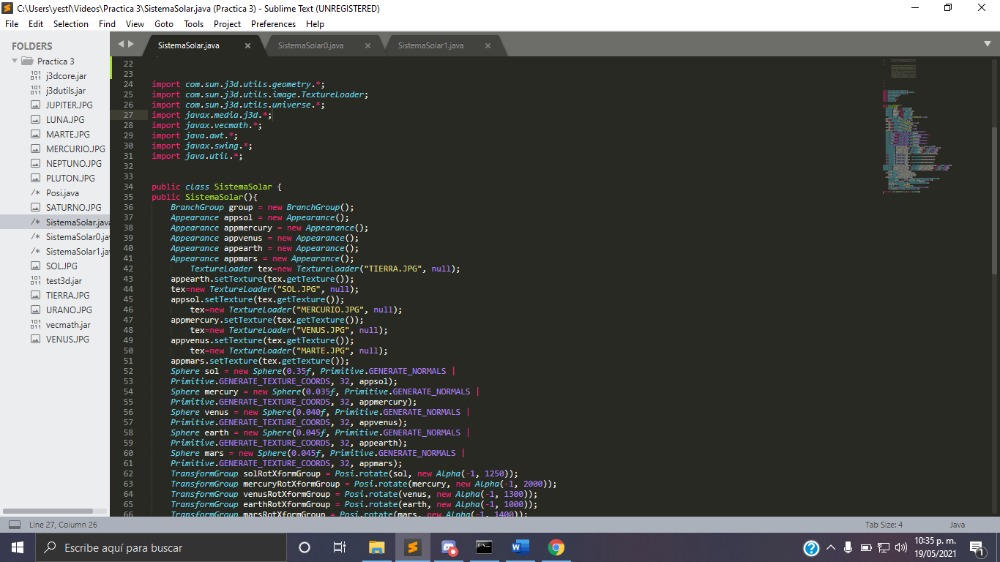 C:\Users\yestl\Videos\Practica 3\SistemaSolar.java (Practica 3) - Sublime Text (UNREGISTERED)
File Edit Selection Find View Goto Tools Project Preferences Help
FOLDERS
Practica 3
j3dcore.jar
j3dutils.jar
JUPITER.JPG
LUNA.JPG
MARTE.JPG
MERCURIO.JPG
NEPTUNO.JPG
PLUTON.JPG
/* Posi.java
SATURNO.JPG
/* SistemaSolar.java
/* SistemaSolar0.jav
/* SistemaSolar1.jav
SOL.JPG
test3d.jar
TIERRA.JPG
URANO.JPG
vecmath.jar
VENUS.JPG
SistemaSolar.java × SistemaSolar0.java × SistemaSolar1.java ×
22
23
24 import com.sun.j3d.utils.geometry.*;
25 import com.sun.j3d.utils.image.TextureLoader;
26 import com.sun.j3d.utils.universe.*;
27 import javax.media.j3d.*;
28 import javax.vecmath.*;
29 import java.awt.*;
30 import javax.swing.*;
31 import java.util.*;
32
33
34 public class SistemaSolar {
35 public SistemaSolar(){
36 BranchGroup group = new BranchGroup();
37 Appearance appsol = new Appearance();
38 Appearance appmercury = new Appearance();
39 Appearance appvenus = new Appearance();
40 Appearance appearth = new Appearance();
41 Appearance appmars = new Appearance();
42 TextureLoader tex=new TextureLoader("TIERRA.JPG", null);
43 appearth.setTexture(tex.getTexture());
44 tex=new TextureLoader("SOL.JPG", null);
45 appsol.setTexture(tex.getTexture());
46 tex=new TextureLoader("MERCURIO.JPG", null);
47 appmercury.setTexture(tex.getTexture());
48 tex=new TextureLoader("VENUS.JPG", null);
49 appvenus.setTexture(tex.getTexture());
50 tex=new TextureLoader("MARTE.JPG", null);
51 appmars.setTexture(tex.getTexture());
52 Sphere sol = new Sphere(0.35f, Primitive.GENERATE_NORMALS |
53 Primitive.GENERATE_TEXTURE_COORDS, 32, appsol);
54 Sphere mercury = new Sphere(0.035f, Primitive.GENERATE_NORMALS |
55 Primitive.GENERATE_TEXTURE_COORDS, 32, appmercury);
56 Sphere venus = new Sphere(0.040f, Primitive.GENERATE_NORMALS |
57 Primitive.GENERATE_TEXTURE_COORDS, 32, appvenus);
58 Sphere earth = new Sphere(0.045f, Primitive.GENERATE_NORMALS |
59 Primitive.GENERATE_TEXTURE_COORDS, 32, appearth);
60 Sphere mars = new Sphere(0.045f, Primitive.GENERATE_NORMALS |
61 Primitive.GENERATE_TEXTURE_COORDS, 32, appmars);
62 TransformGroup solRotXformGroup = Posi.rotate(sol, new Alpha(-1, 1250));
63 TransformGroup mercuryRotXformGroup = Posi.rotate(mercury, new Alpha(-1, 2000));
64 TransformGroup venusRotXformGroup = Posi.rotate(venus, new Alpha(-1, 1300));
65 TransformGroup earthRotXformGroup = Posi.rotate(earth, new Alpha(-1, 1000));
66 TransformGroup marsRotXformGroup = Posi.rotate(mars, new Alpha(-1, 1400));
Line 27, Column 26
Tab Size: 4
Java
Escribe aquí para buscar
10:35 p. m.
19/05/2021
1